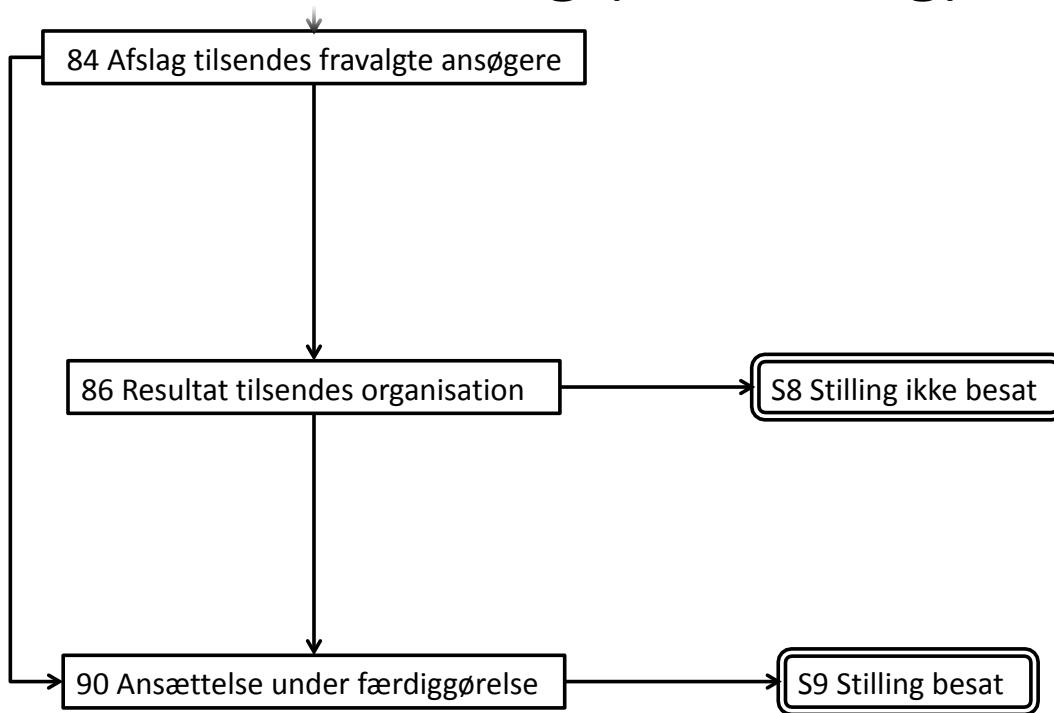 84 Afslag tilsendes fravalgte ansøgere
86 Resultat tilsendes organisation
S8 Stilling ikke besat
90 Ansættelse under færdiggørelse
S9 Stilling besat